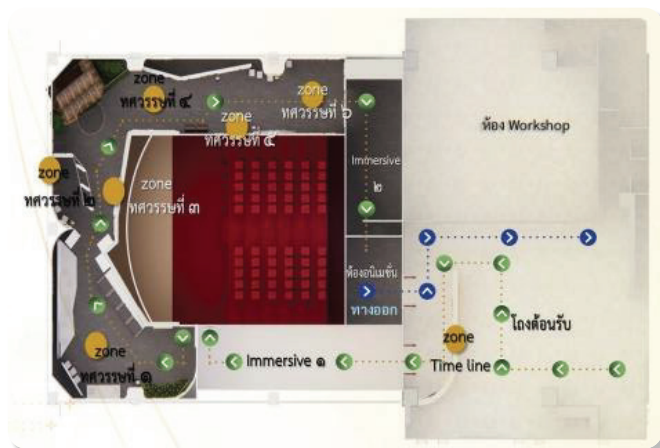 zone
ทศวรรษที่ ๔
zone
ทศวรรษที่ ๕
zone
ทศวรรษที่ ๖
ห้อง Workshop
Immersive
๒
zone
ทศวรรษที่ ๒
zone
ทศวรรษที่ ๓
ห้องอนิเมชั่น
ทางออก
โถงต้อนรับ
zone
Time line
Immersive ๑
zone
ทศวรรษที่ ๑